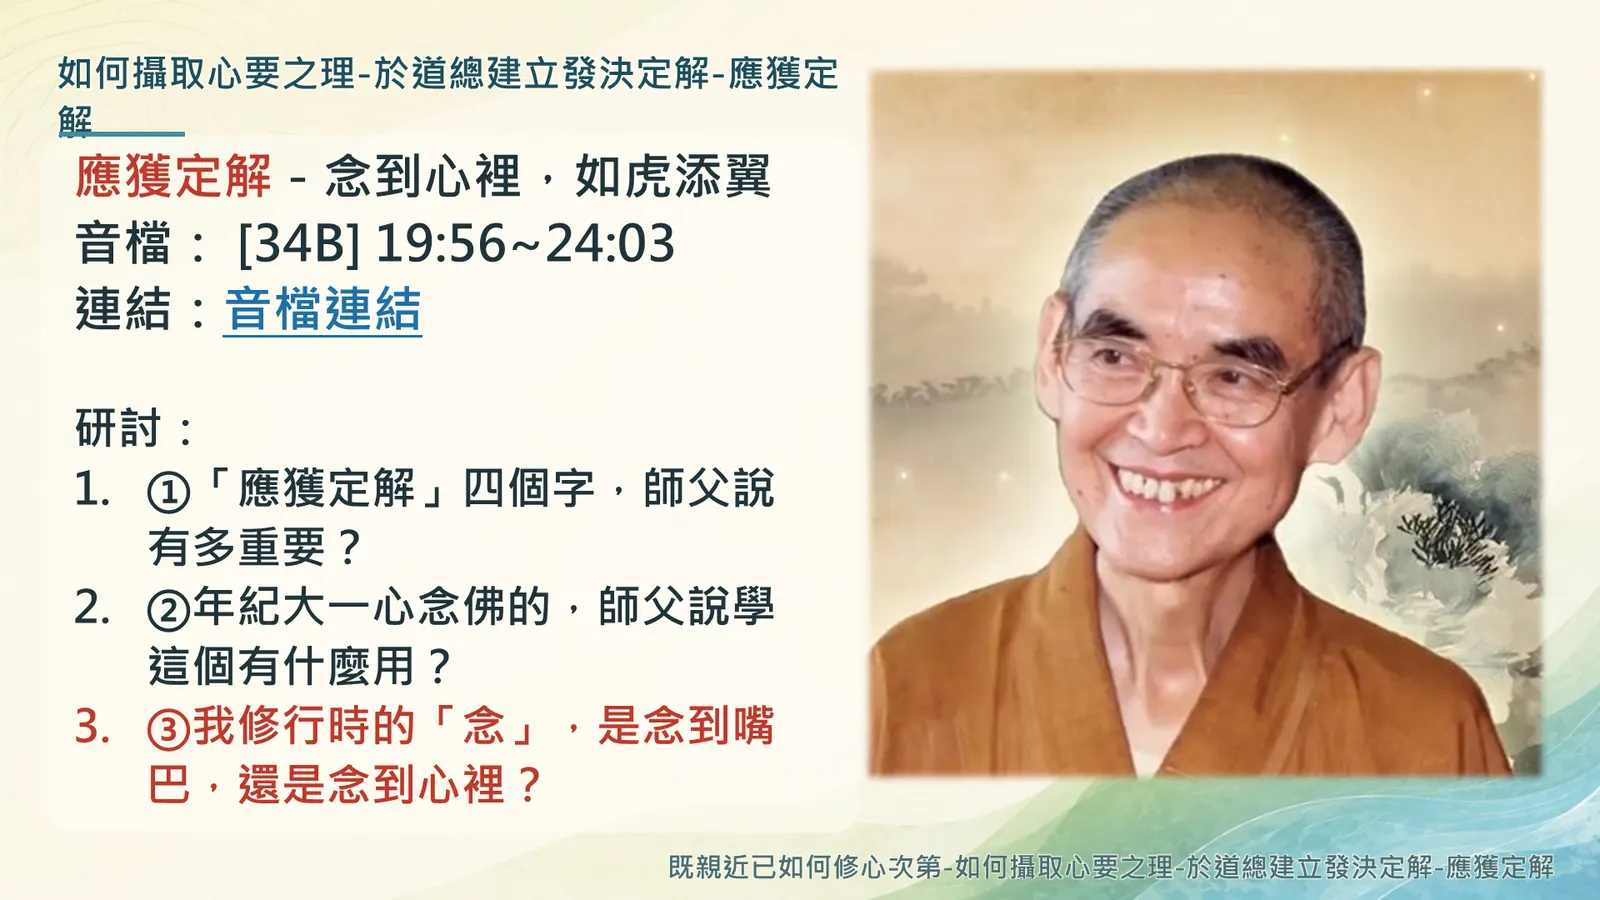 如何攝取心要之理-於道總建立發決定解-應獲定
解
應獲定解 - 念到心裡，如虎添翼
音檔： [34B] 19:56~24:03
連結：音檔連結
研討：
1. ①「應獲定解」四個字，師父說
有多重要？
2. ②年紀大一心念佛的，師父說學
這個有什麼用？
3. ③我修行時的「念」，是念到嘴
巴，還是念到心裡？
既親近已如何修心次第-如何攝取心要之理-於道總建立發決定解-應獲定解